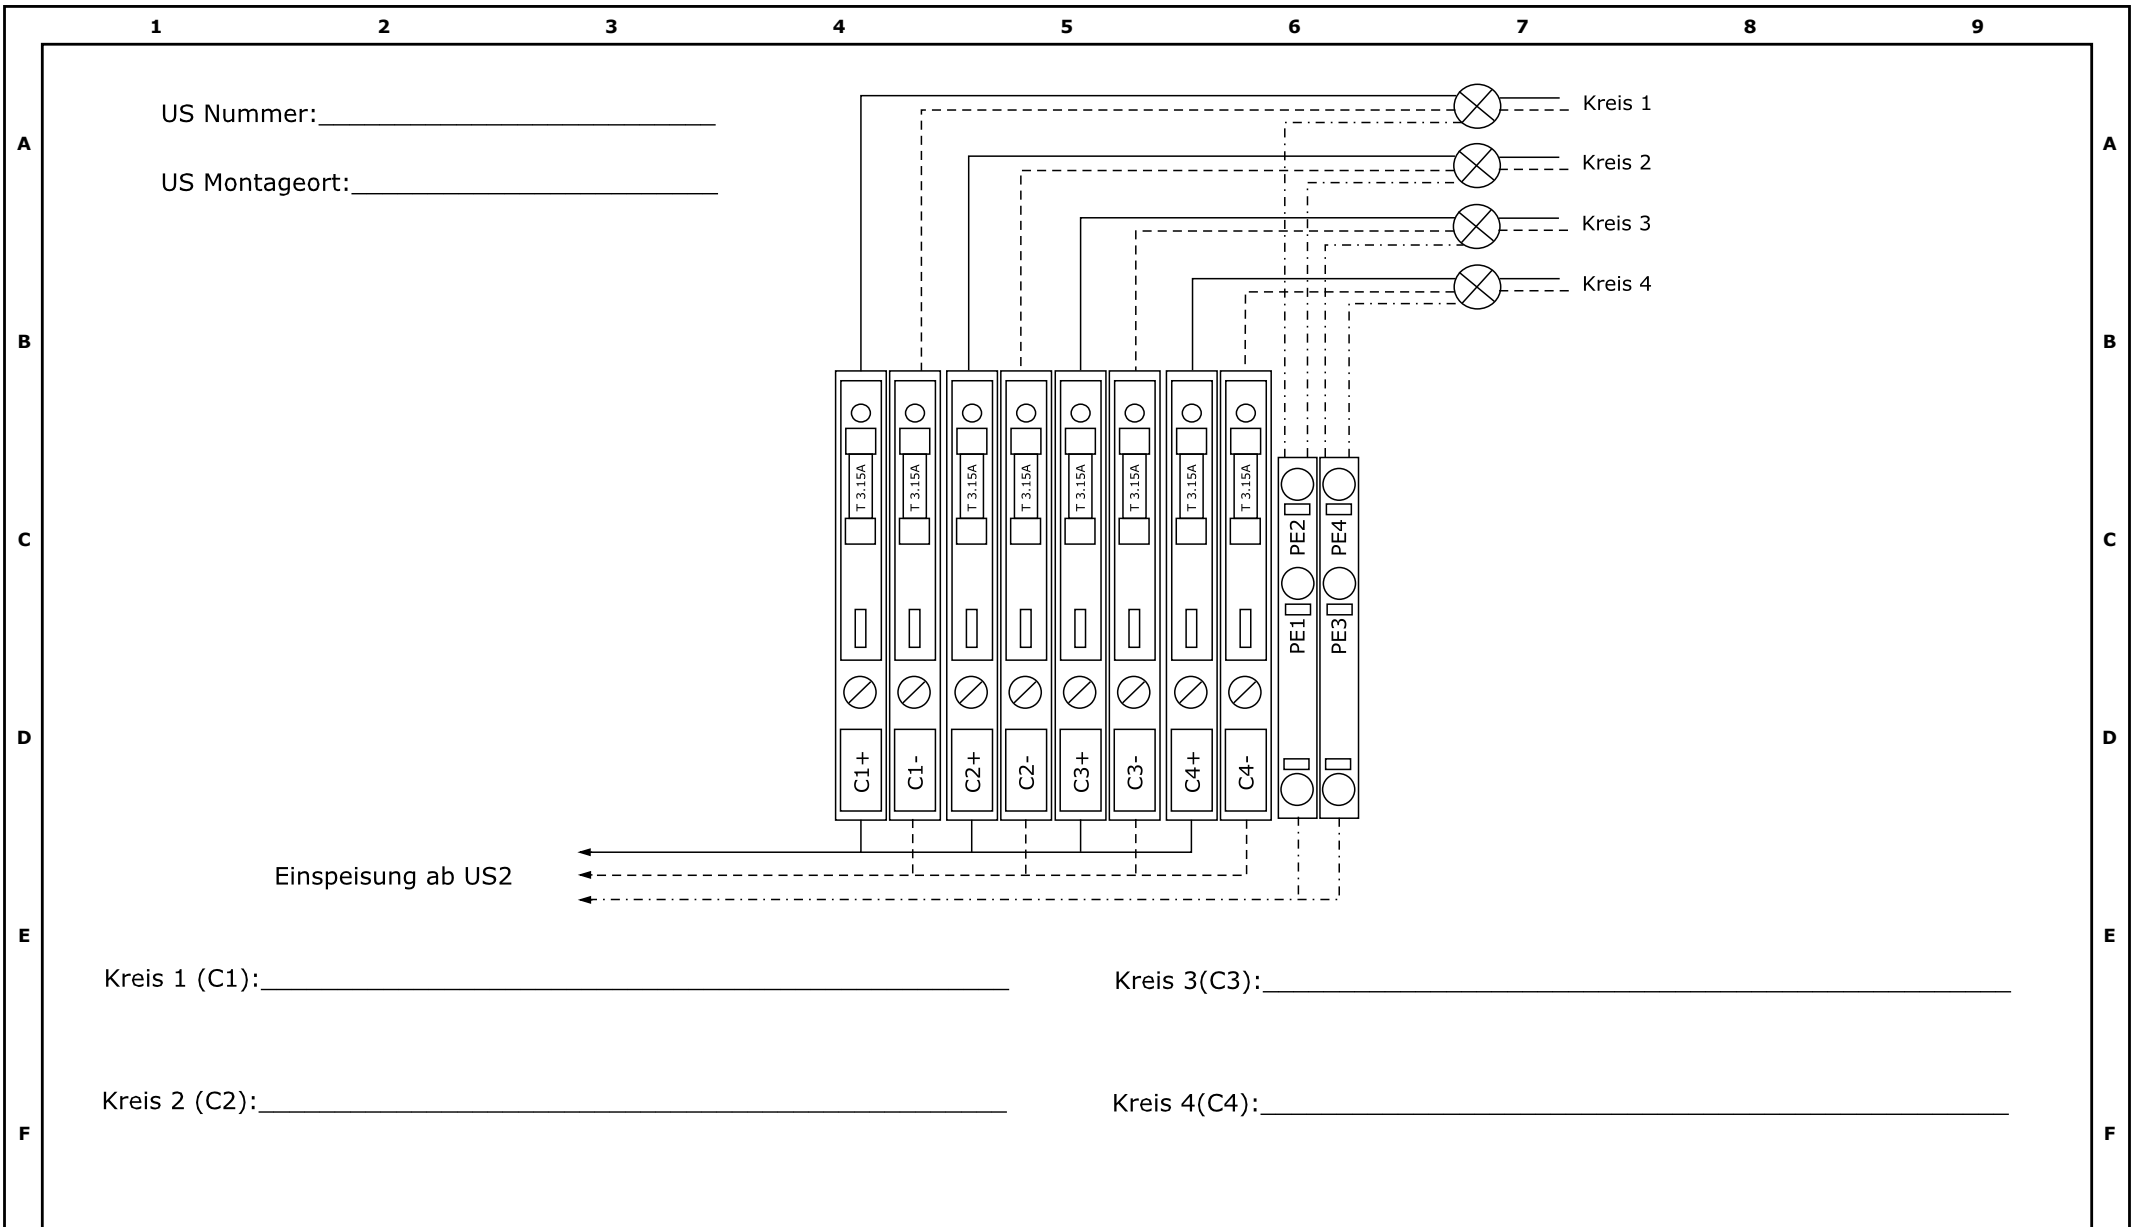 1 2 3 4 5 6 7 8 9
US Nummer:
Kreis 1
A A
Kreis 2
US Montageort:
Kreis 3
Kreis 4
B B
T 3.15A T 3.15A T 3.15A T 3.15A T 3.15A T 3.15A T 3.15A T 3.15A
PE2 PE4
C C
PE1 PE3
D D
C1+ C1- C2+ C2- C3+ C3- C4+ C4-
Einspeisung ab US2
E E
Kreis 1 (C1): Kreis 3(C3):
Kreis 2 (C2): Kreis 4(C4):
F F